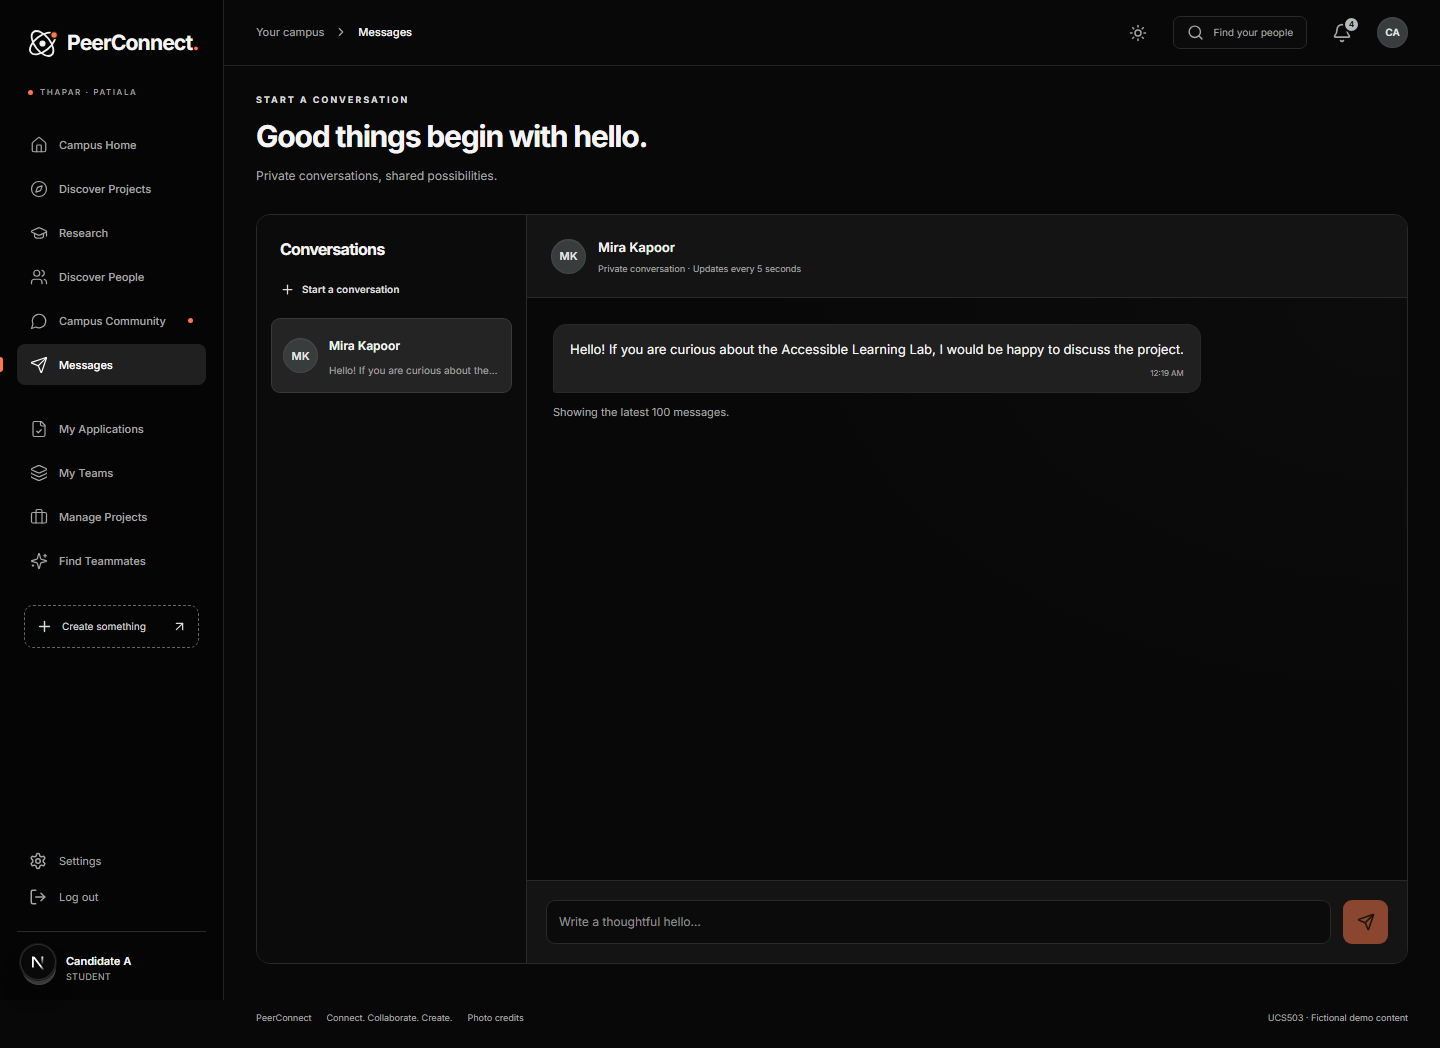 PeerConnect.
THAPAR · PATIALA
Campus Home
Discover Projects
Research
Discover People
Campus Community
Messages
My Applications
My Teams
Manage Projects
Find Teammates
Create something
Settings
Log out
N
Candidate A
STUDENT
Your campus > Messages
Find your people
4
CA
START A CONVERSATION
Good things begin with hello.
Private conversations, shared possibilities.
Conversations
Start a conversation
MK
Mira Kapoor
Hello! If you are curious about the...
MK
Mira Kapoor
Private conversation · Updates every 5 seconds
Hello! If you are curious about the Accessible Learning Lab, I would be happy to discuss the project.
12:19 AM
Showing the latest 100 messages.
Write a thoughtful hello...
PeerConnect Connect. Collaborate. Create. Photo credits
UCS503 · Fictional demo content